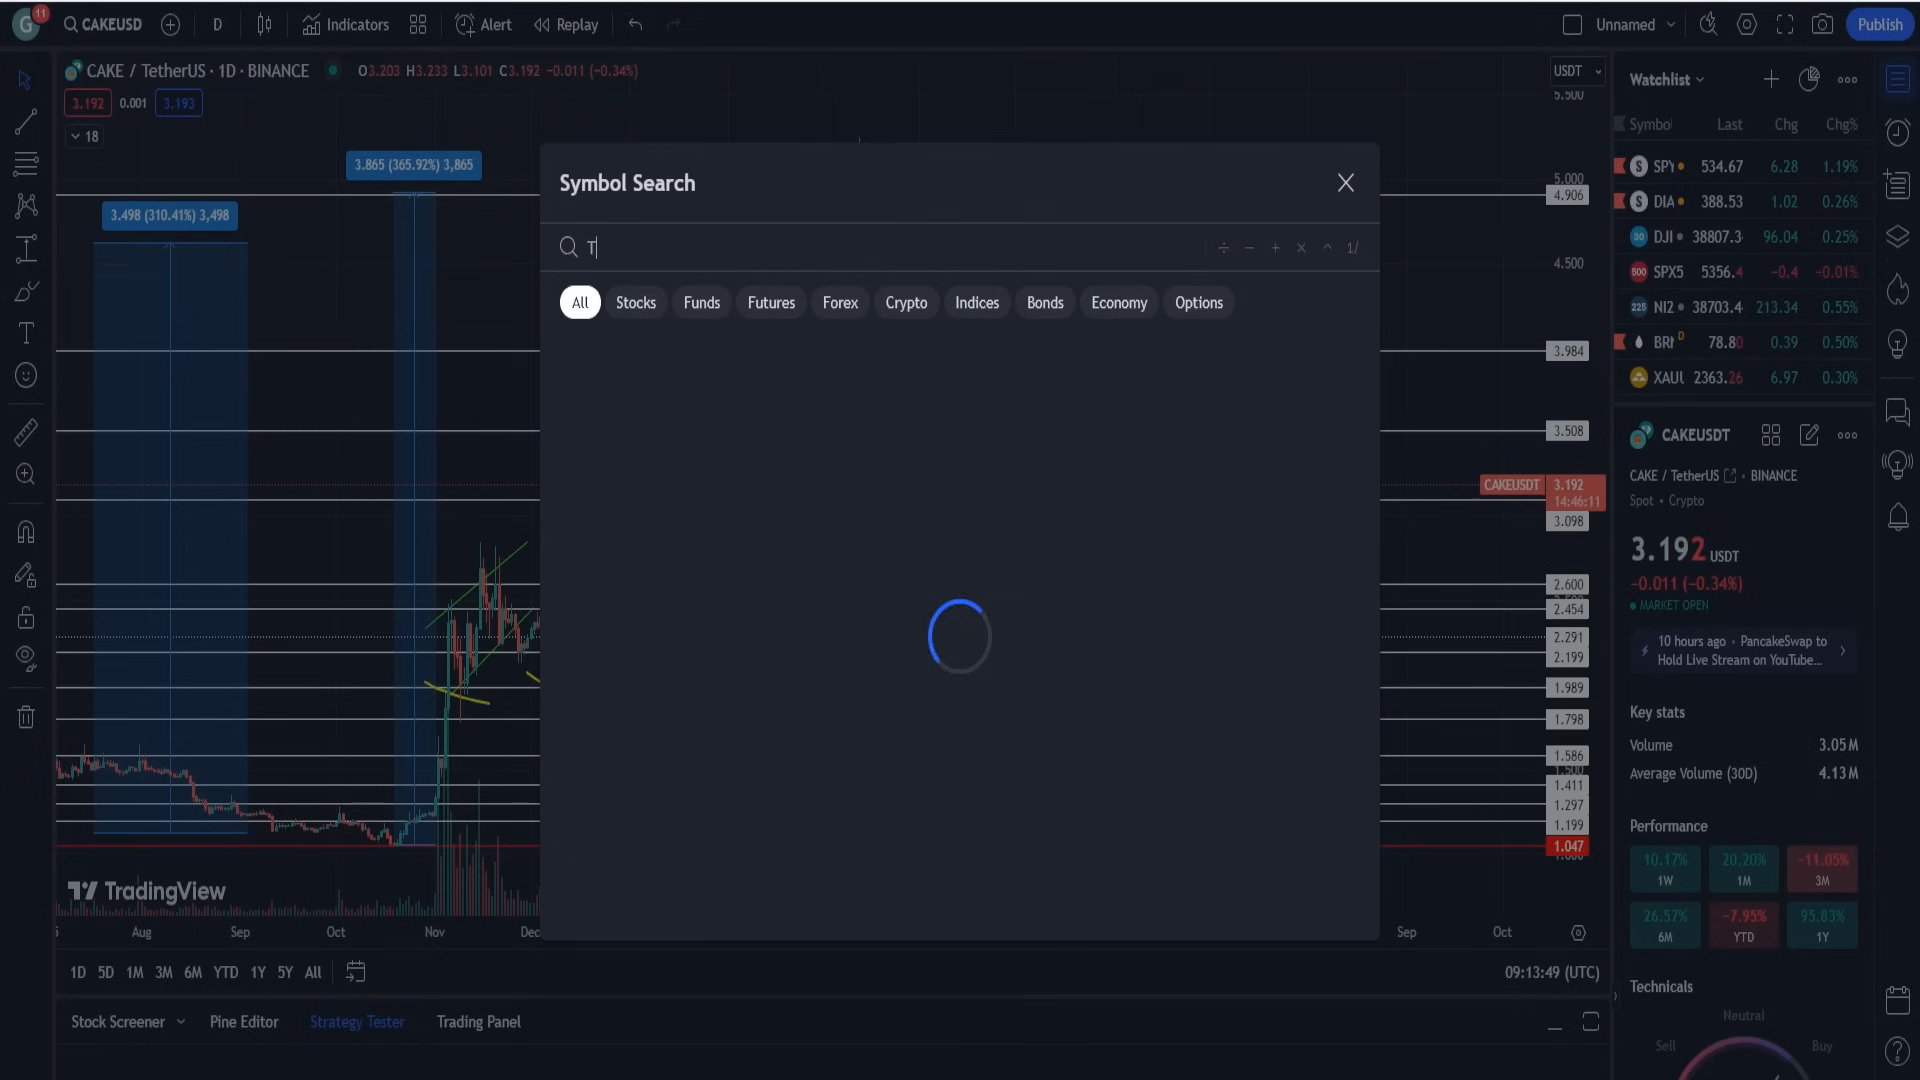 G 11 CAKEUSD D Indicators Alert Replay Unnamed Publish
CAKE / TetherUS · 1D · BINANCE O3.203 H3.233 L3.101 C3.192 −0.011 (−0.34%)
3.192 0.001 3.193
18
3.865 (365.92%) 3,865
3.498 (310.41%) 3,498
Symbol Search
T
÷ − + × ^ 1/
All Stocks Funds Futures Forex Crypto Indices Bonds Economy Options
USDT
5.500
5.000
4.906
4.500
3.984
3.508
CAKEUSDT 3.192
14:46:11
3.098
2.600
2.454
2.291
2.199
1.989
1.798
1.586
1.411
1.297
1.199
1.047
TradingView
Aug Sep Oct Nov Dec Sep Oct
1D 5D 1M 3M 6M YTD 1Y 5Y All 09:13:49 (UTC)
Stock Screener Pine Editor Strategy Tester Trading Panel
Watchlist
Symbol Last Chg Chg%
S SPY 534.67 6.28 1.19%
S DIA 388.53 1.02 0.26%
30 DJI 38807.3 96.04 0.25%
500 SPX5 5356.4 −0.4 −0.01%
225 NI2 38703.4 213.34 0.55%
BRN D 78.80 0.39 0.50%
XAUU 2363.26 6.97 0.30%
CAKEUSDT
CAKE / TetherUS • BINANCE
Spot • Crypto
3.192 USDT
−0.011 (−0.34%)
MARKET OPEN
10 hours ago • PancakeSwap to
Hold Live Stream on YouTube...
Key stats
Volume 3.05M
Average Volume (30D) 4.13M
Performance
10.17% 20.20% −11.05%
1W 1M 3M
26.57% −7.95% 95.83%
6M YTD 1Y
Technicals
Neutral
Sell Buy